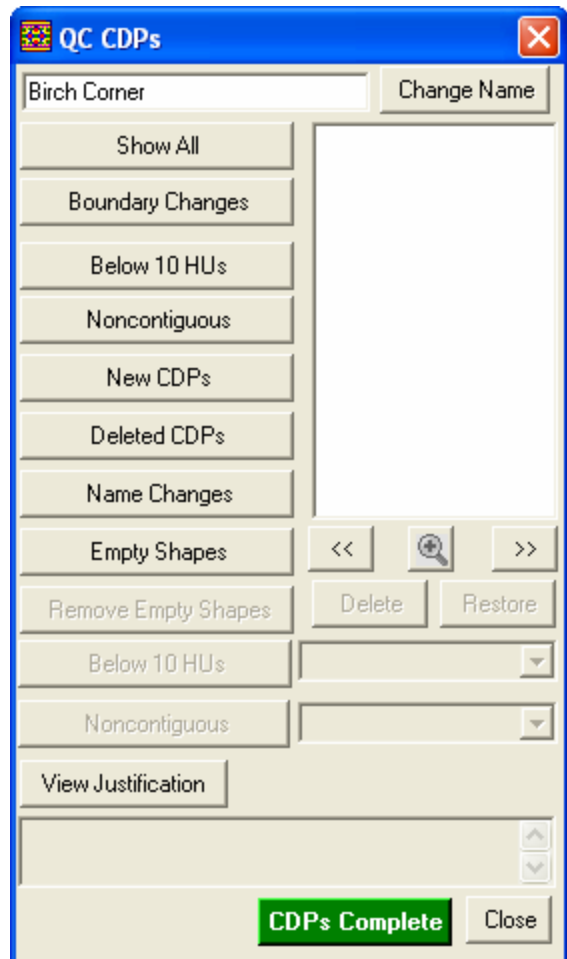 QC CDPs
Birch Corner
Change Name
Show All
Boundary Changes
Below 10 HUs
Noncontiguous
New CDPs
Deleted CDPs
Name Changes
Empty Shapes
<< >>
Remove Empty Shapes
Delete Restore
Below 10 HUs
Noncontiguous
View Justification
CDPs Complete
Close